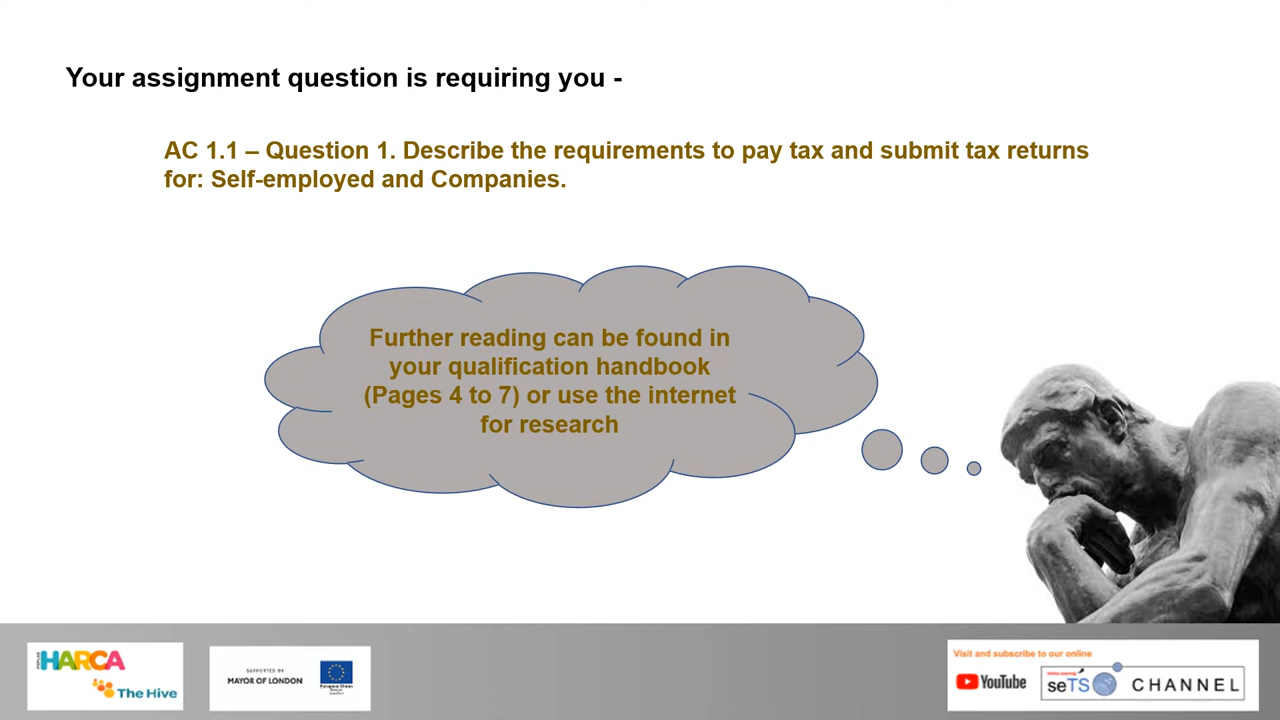 Your assignment question is requiring you -
AC 1.1 – Question 1. Describe the requirements to pay tax and submit tax returns
for: Self-employed and Companies.
Further reading can be found in
your qualification handbook
(Pages 4 to 7) or use the internet
for research
HARCA
The Hive
SUPPORTED BY
MAYOR OF LONDON
European Union
Visit and subscribe to our online
YouTube
seTS CHANNEL